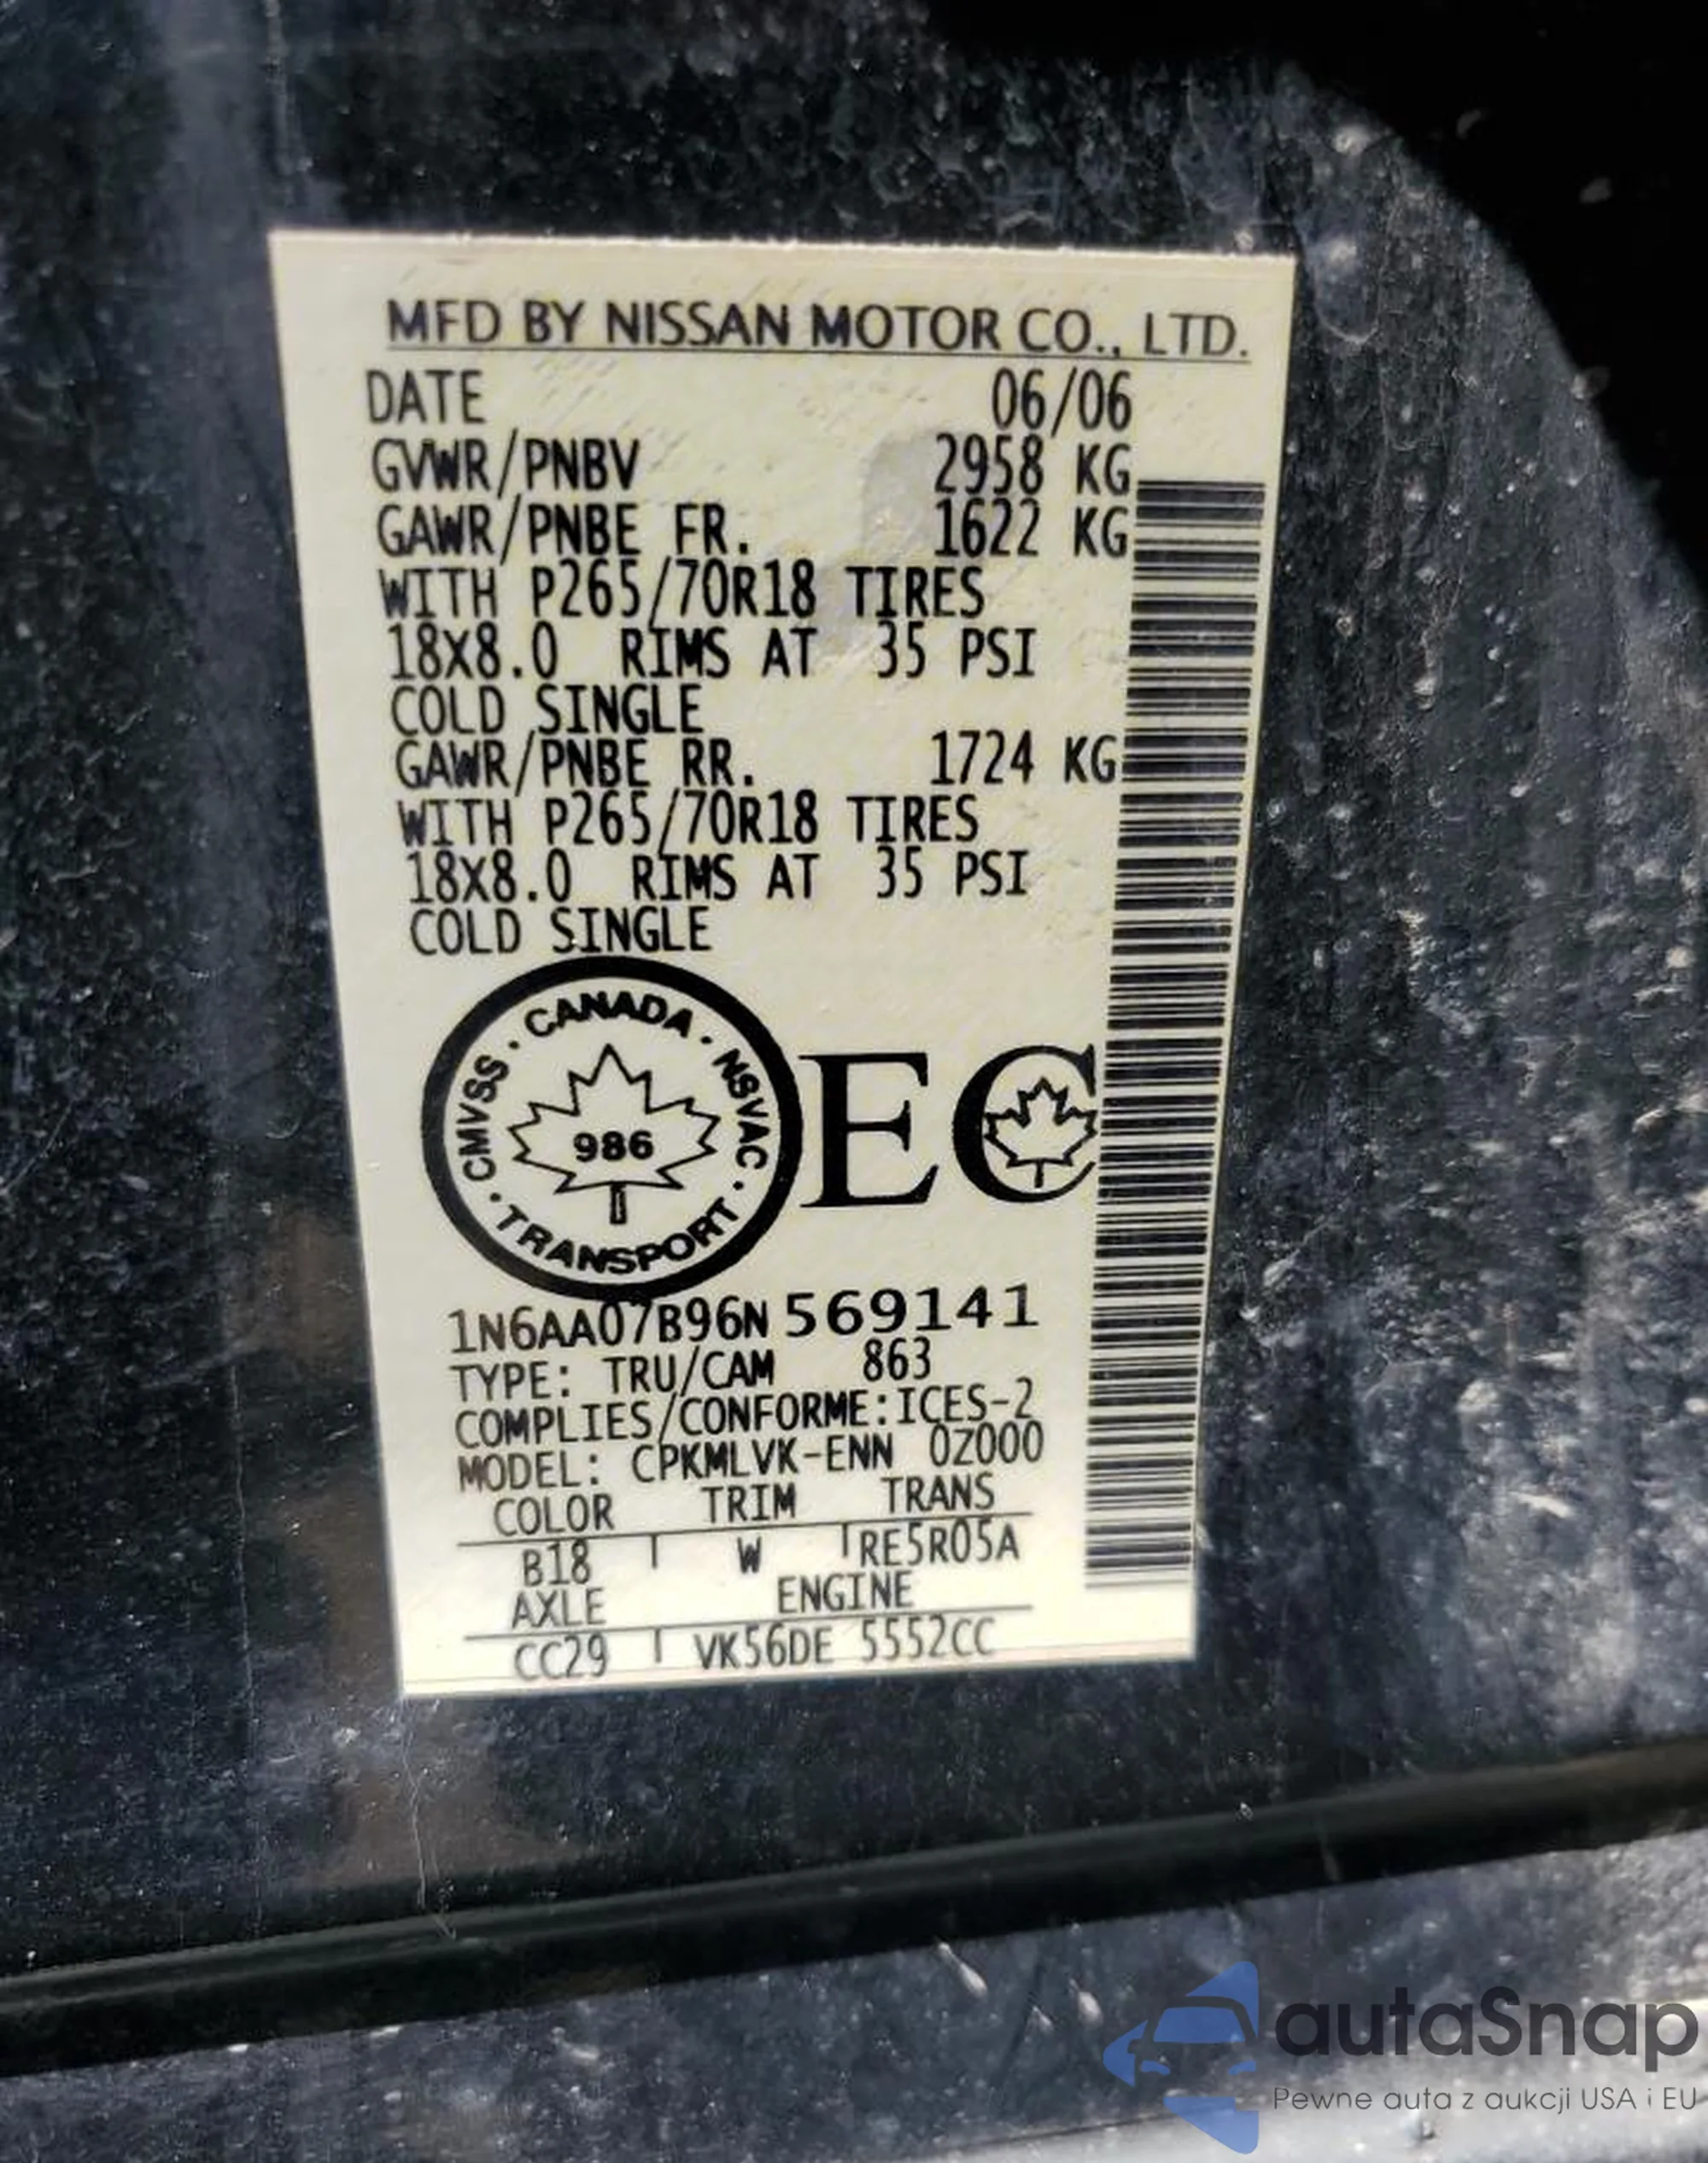 MFD BY NISSAN MOTOR CO., LTD.
DATE 06/06
GVWR/PNBV 2958 KG
GAWR/PNBE FR. 1622 KG
WITH P265/70R18 TIRES
18X8.0 RIMS AT 35 PSI
COLD SINGLE
GAWR/PNBE RR. 1724 KG
WITH P265/70R18 TIRES
18X8.0 RIMS AT 35 PSI
COLD SINGLE
CMVSS · CANADA · NSVAC · TRANSPORT ·
986
EC
1N6AA07B96N 569141
TYPE: TRU/CAM 863
COMPLIES/CONFORME:ICES-2
MODEL: CPKMLVK-ENN 0Z000
COLOR TRIM TRANS
B18 W RE5R05A
AXLE ENGINE
CC29 VK56DE 5552CC
autaSnap
Pewne auta z aukcji USA i EU